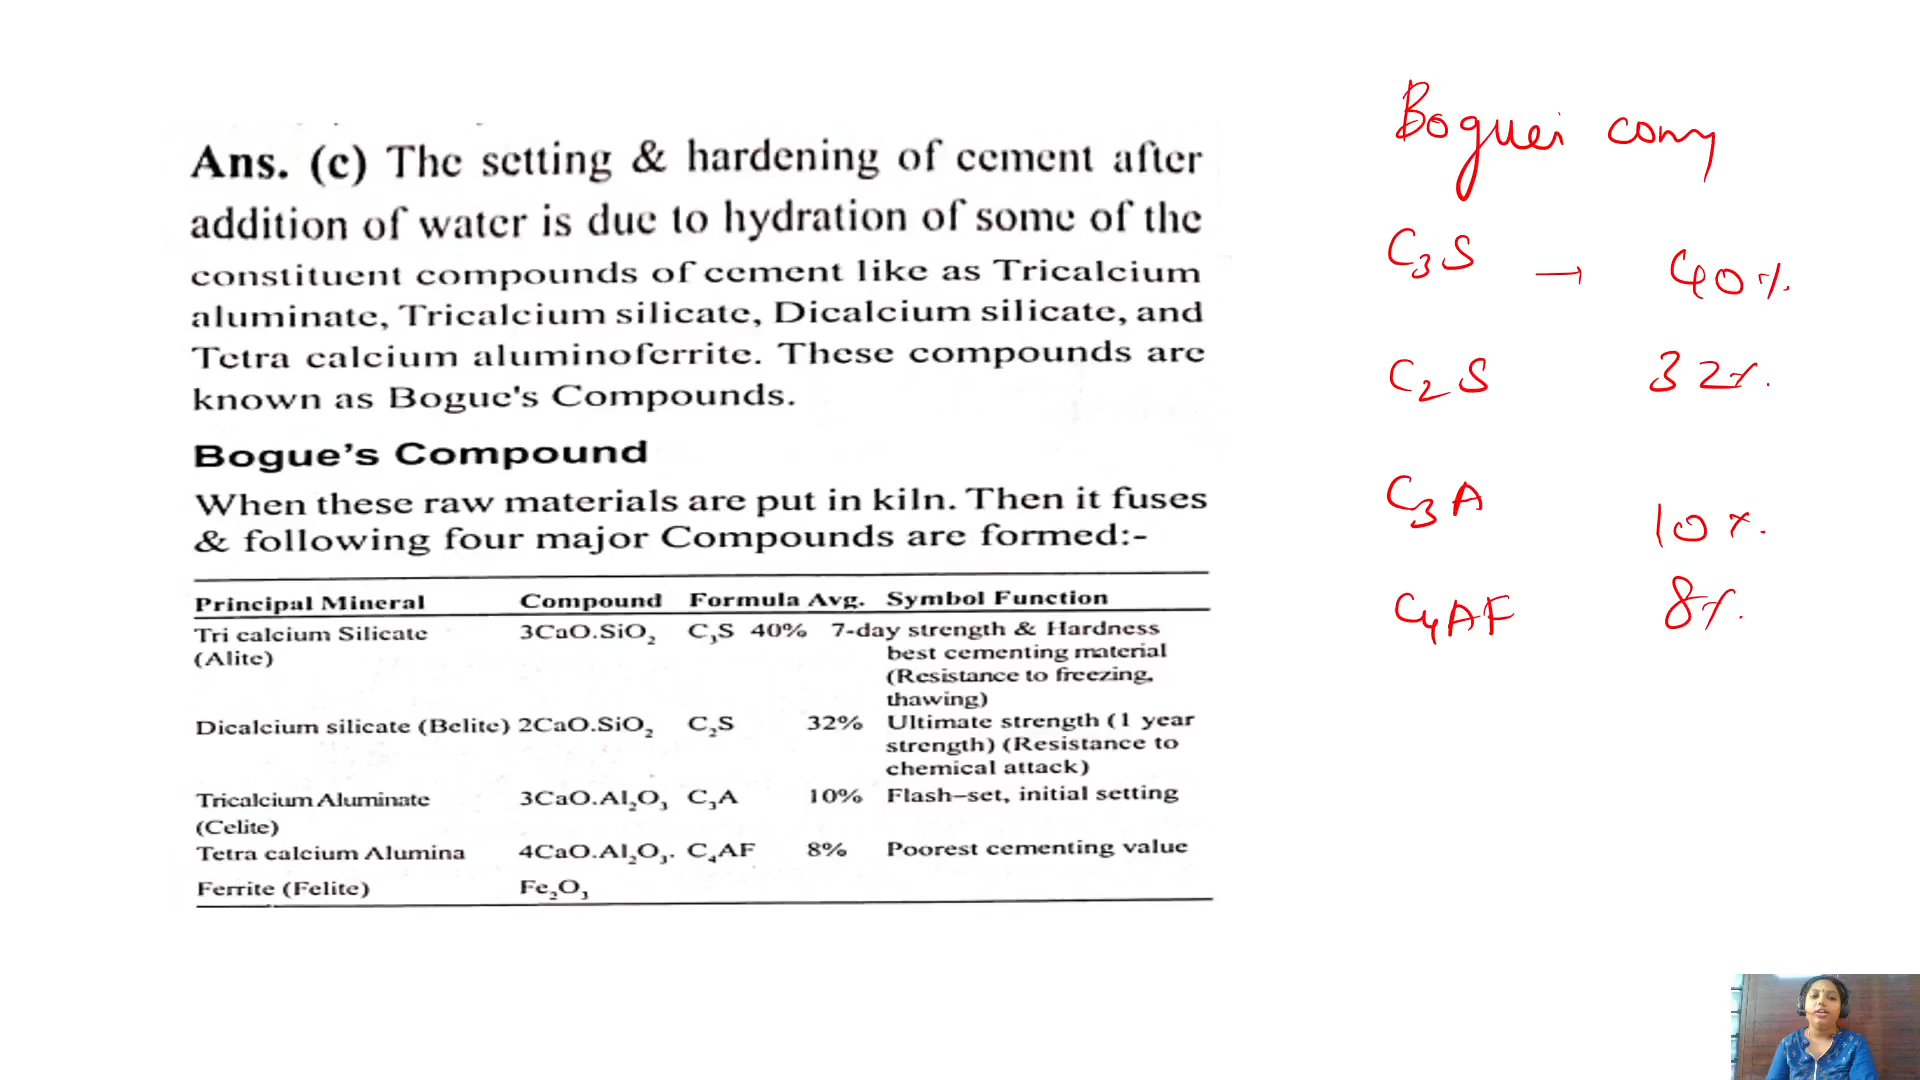 Ans. (c) The setting & hardening of cement after
addition of water is due to hydration of some of the
constituent compounds of cement like as Tricalcium
aluminate, Tricalcium silicate, Dicalcium silicate, and
Tetra calcium aluminoferrite. These compounds are
known as Bogue's Compounds.
Bogue's Compound
When these raw materials are put in kiln. Then it fuses
& following four major Compounds are formed:-
Principal Mineral Compound Formula Avg. Symbol Function
Tri calcium Silicate 3CaO.SiO₂ C₃S 40% 7-day strength & Hardness
(Alite) best cementing material
(Resistance to freezing,
thawing)
Dicalcium silicate (Belite) 2CaO.SiO₂ C₂S 32% Ultimate strength (1 year
strength) (Resistance to
chemical attack)
Tricalcium Aluminate 3CaO.Al₂O₃ C₃A 10% Flash–set, initial setting
(Celite)
Tetra calcium Alumina 4CaO.Al₂O₃. C₄AF 8% Poorest cementing value
Ferrite (Felite) Fe₂O₃
C₃S → 40%.
C₂S 32%.
C₃A 10%.
C₄AF 8%.